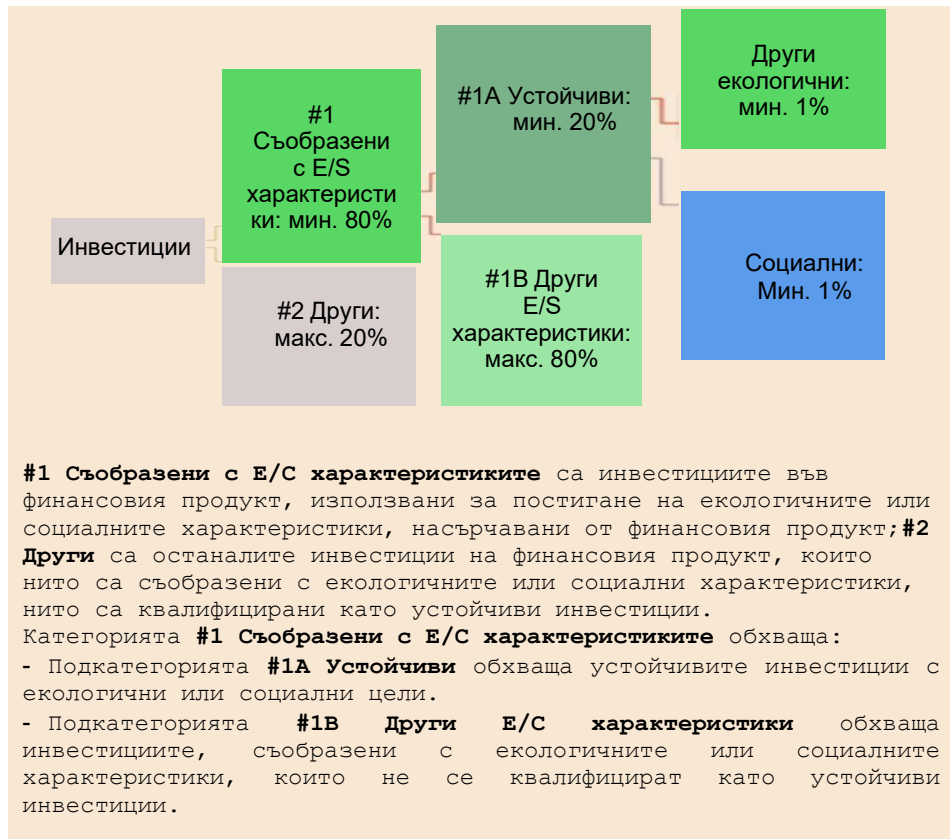 Инвестиции
#1
Съобразени
с E/S
характеристи
ки: мин. 80%
#2 Други:
макс. 20%
#1A Устойчиви:
мин. 20%
#1B Други
E/S
характеристики:
макс. 80%
Други
екологични:
мин. 1%
Социални:
Мин. 1%
#1 Съобразени с Е/С характеристиките са инвестициите във
финансовия продукт, използвани за постигане на екологичните или
социалните характеристики, насърчавани от финансовия продукт;#2
Други са останалите инвестиции на финансовия продукт, които
нито са съобразени с екологичните или социални характеристики,
нито са квалифицирани като устойчиви инвестиции.
Категорията #1 Съобразени с Е/С характеристиките обхваща:
- Подкатегорията #1А Устойчиви обхваща устойчивите инвестиции с
екологични или социални цели.
- Подкатегорията #1В Други Е/С характеристики обхваща
инвестициите, съобразени с екологичните или социалните
характеристики, които не се квалифицират като устойчиви
инвестиции.